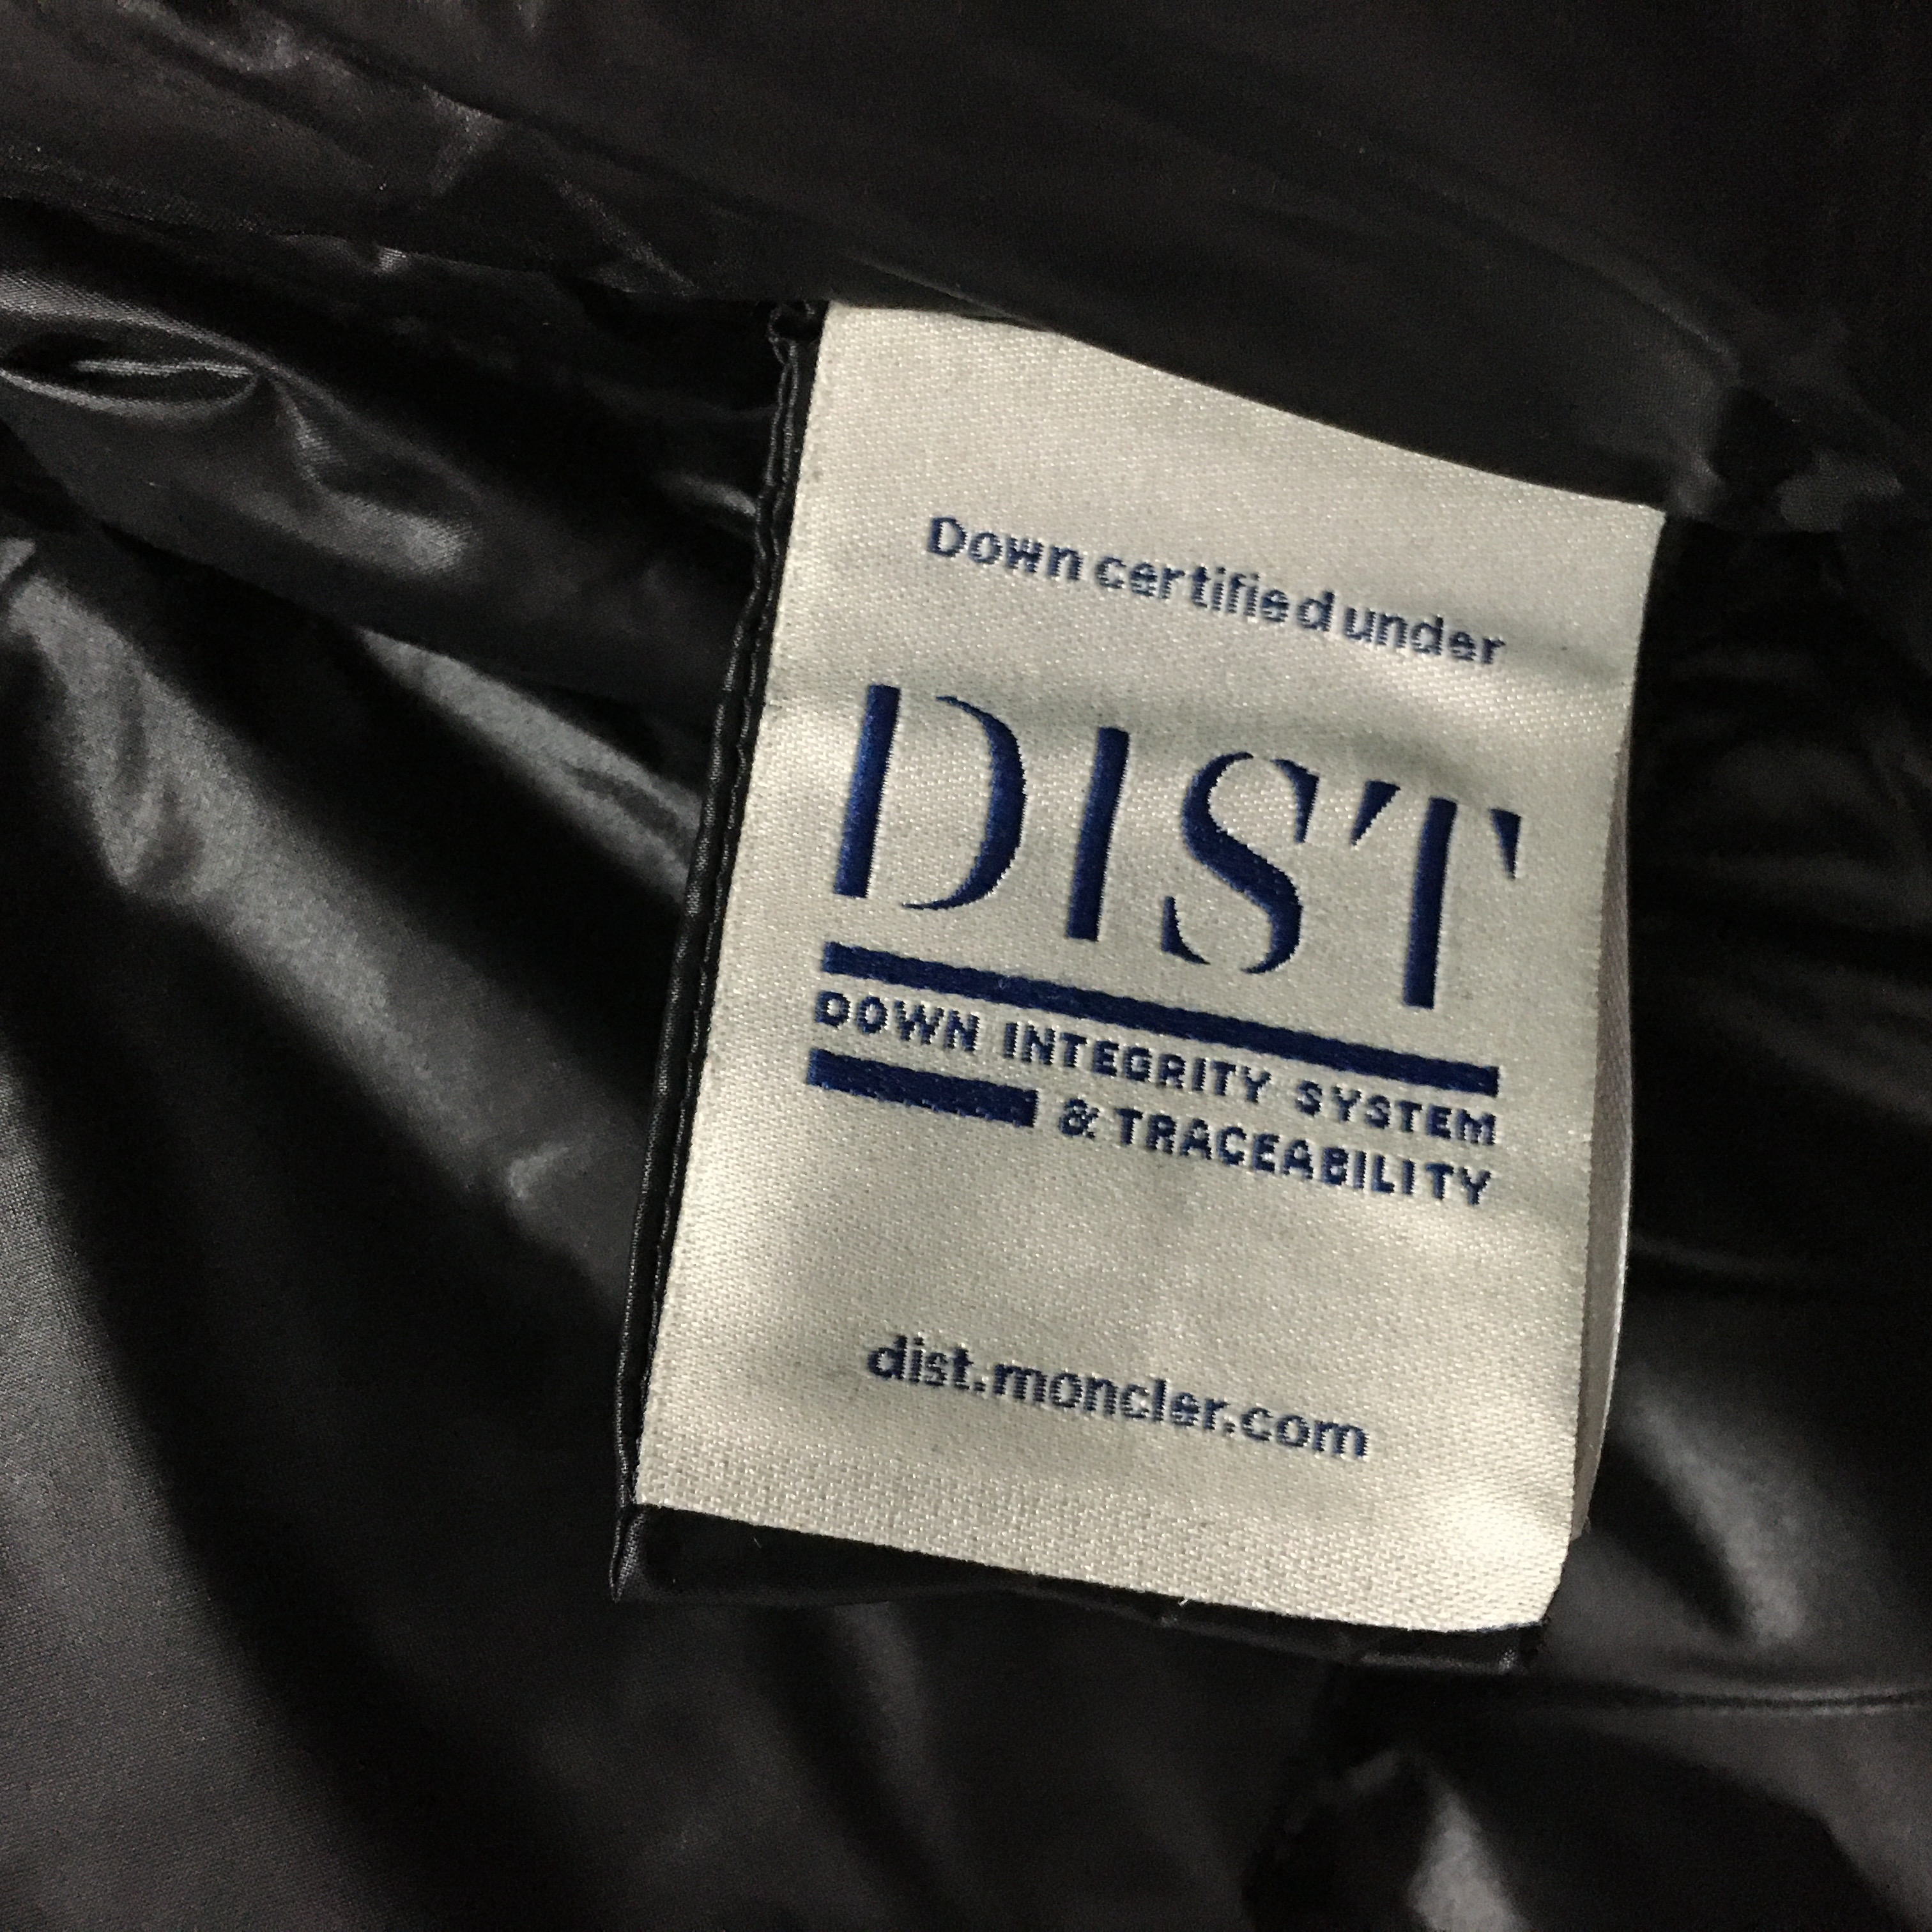 Down certified under
DIST
DOWN INTEGRITY SYSTEM
& TRACEABILITY
dist.moncler.com